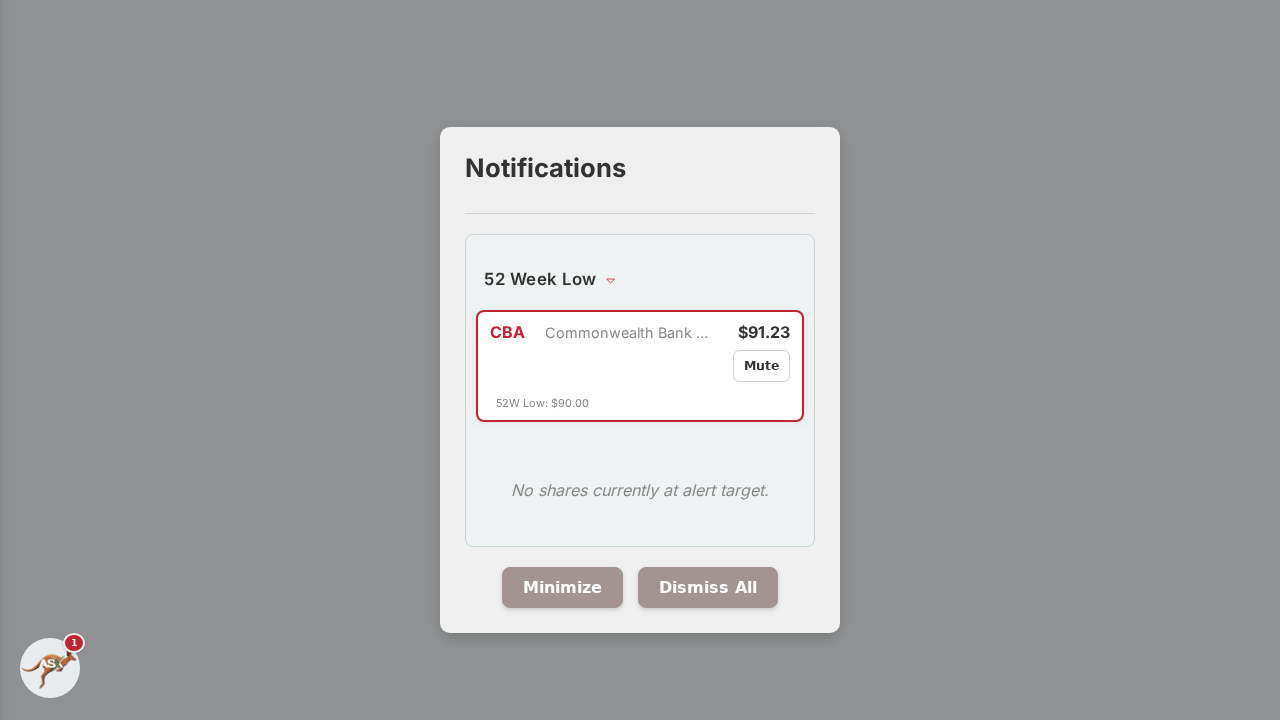 Notifications
52 Week Low
CBA Commonwealth Bank ... $91.23
Mute
52W Low: $90.00
No shares currently at alert target.
Minimize Dismiss All
1
ASX